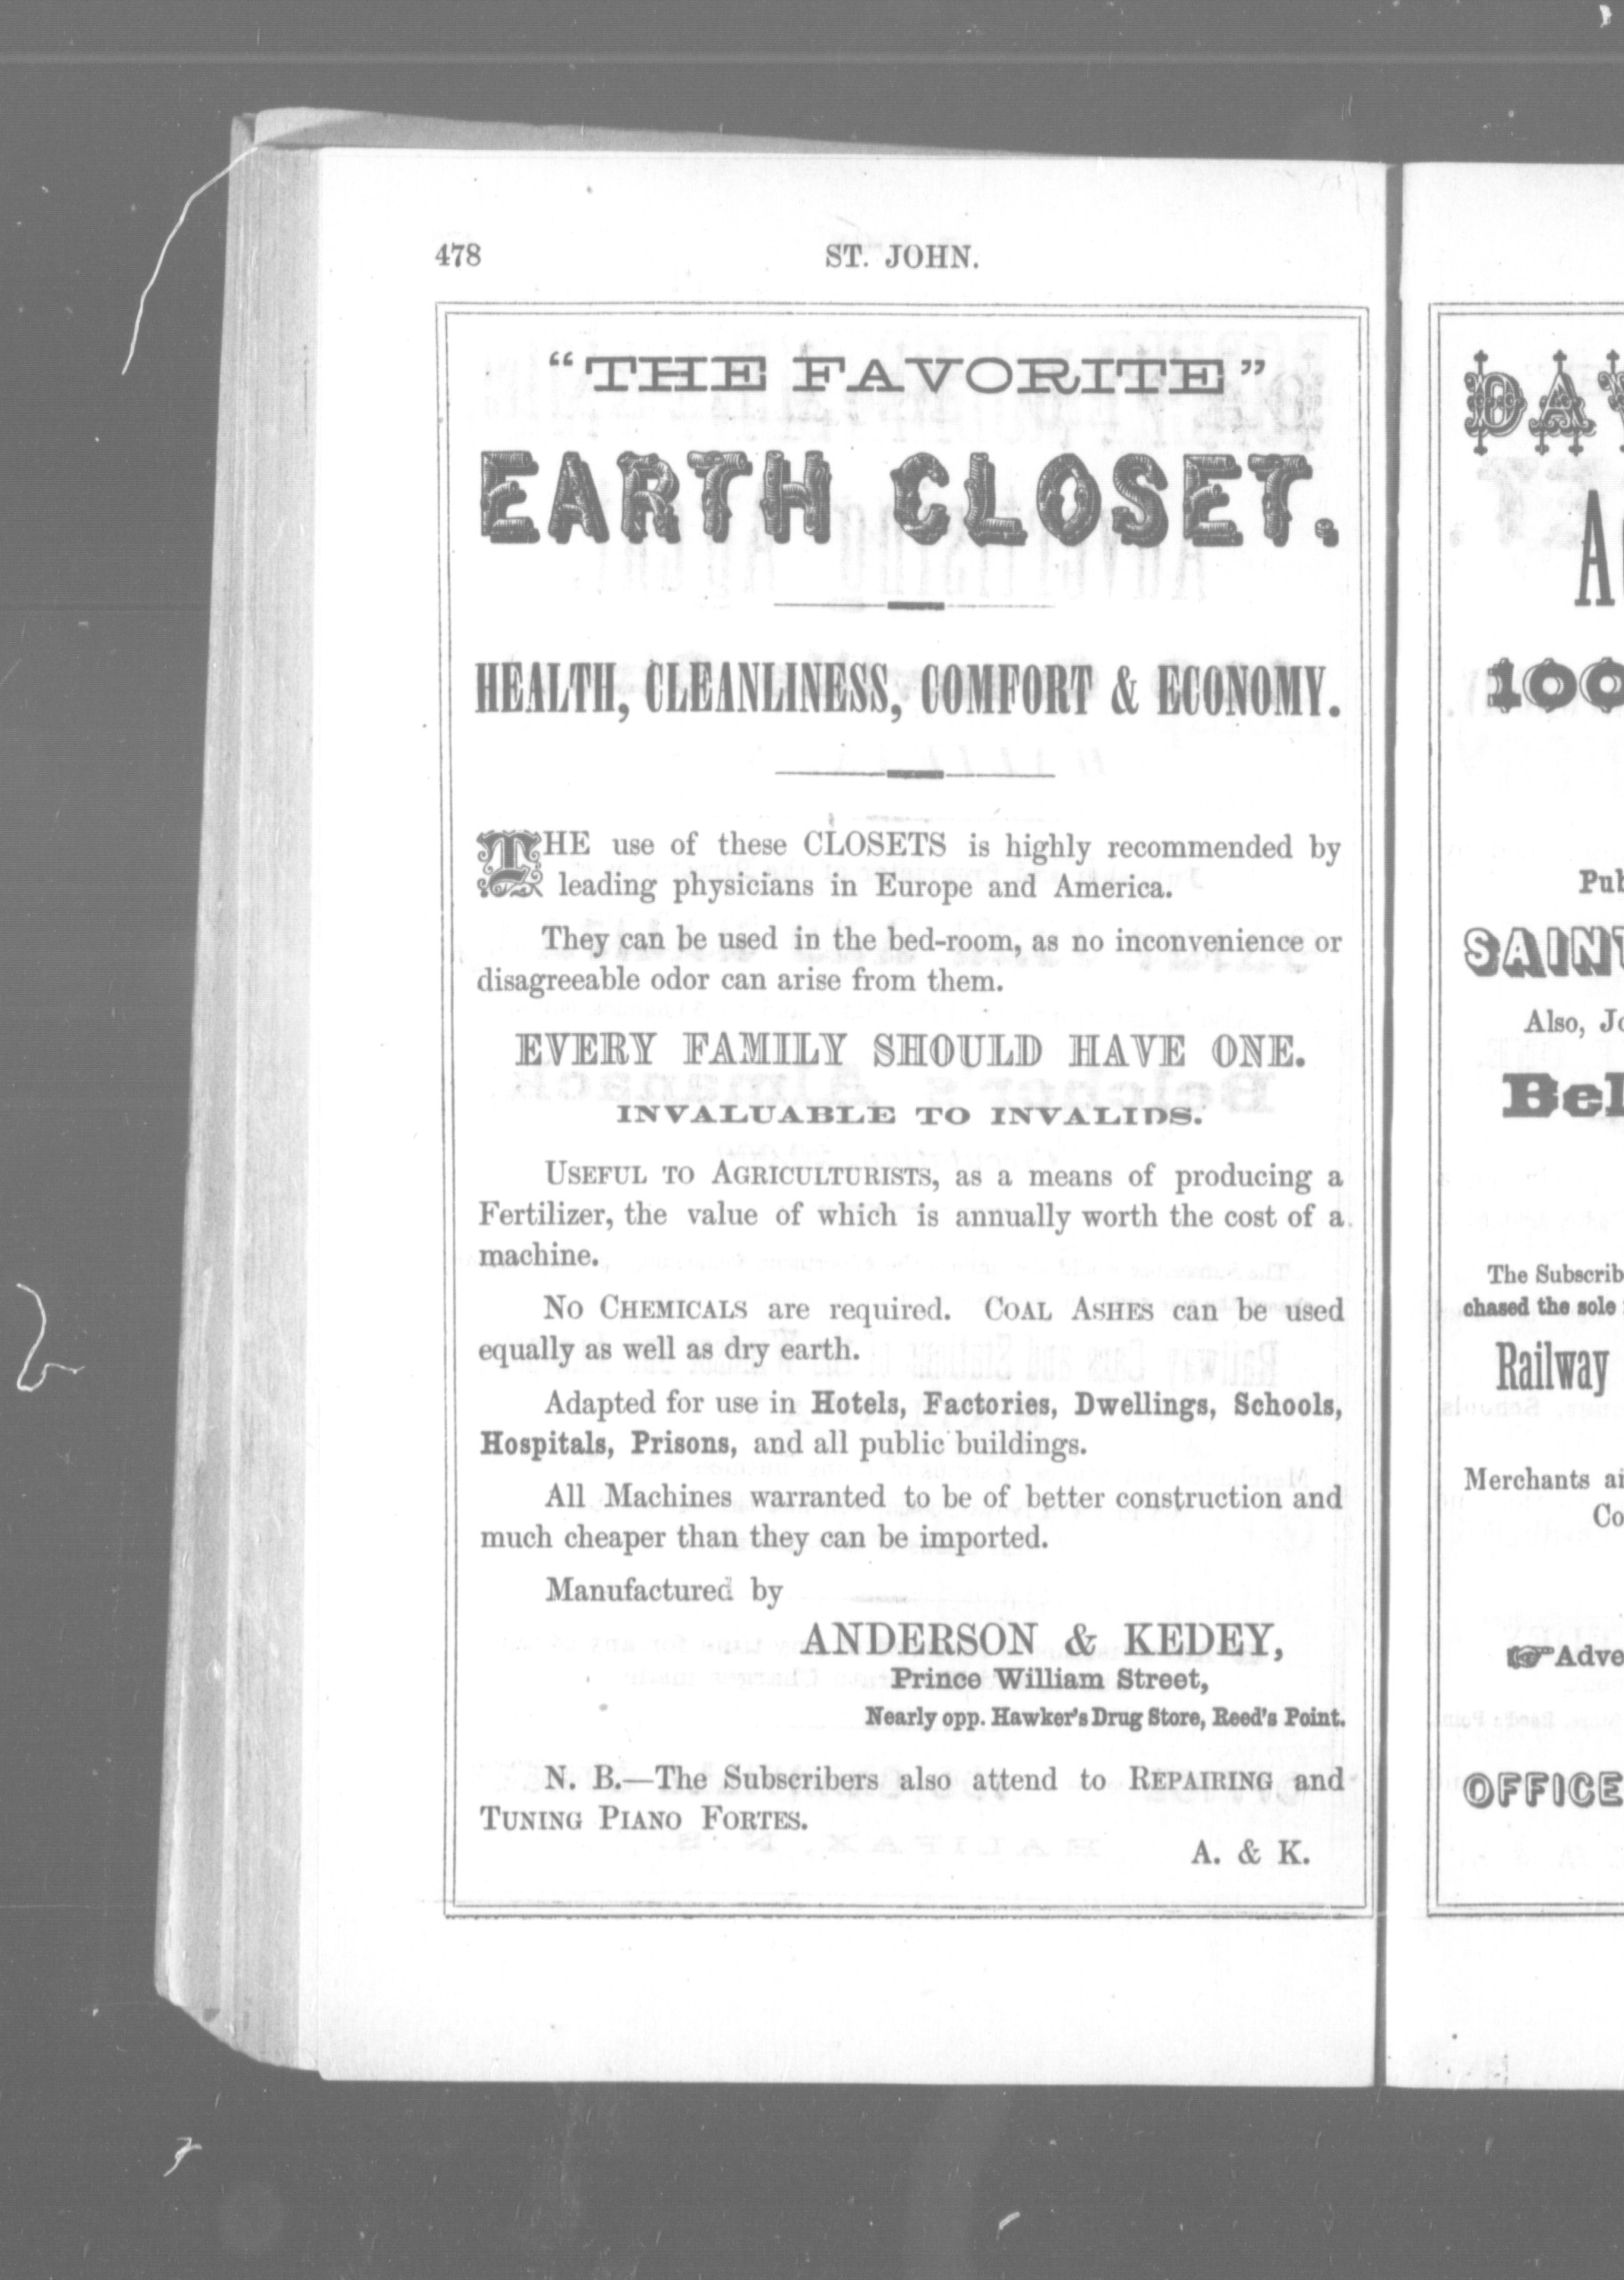 478 ST. JOHN.
"THE FAVORITE"
EARTH CLOSET.
HEALTH, CLEANLINESS, COMFORT & ECONOMY.
THE use of these CLOSETS is highly recommended by
leading physicians in Europe and America.
They can be used in the bed-room, as no inconvenience or
disagreeable odor can arise from them.
EVERY FAMILY SHOULD HAVE ONE.
INVALUABLE TO INVALIDS.
USEFUL TO AGRICULTURISTS, as a means of producing a
Fertilizer, the value of which is annually worth the cost of a
machine.
NO CHEMICALS are required. COAL ASHES can be used
equally as well as dry earth.
Adapted for use in Hotels, Factories, Dwellings, Schools,
Hospitals, Prisons, and all public buildings.
All Machines warranted to be of better construction and
much cheaper than they can be imported.
Manufactured by
ANDERSON & KEDEY,
Prince William Street,
Nearly opp. Hawker's Drug Store, Reed's Point.
N. B.—The Subscribers also attend to REPAIRING and
TUNING PIANO FORTES.
A. & K.
100
SAINT
Also,
The
chased the sole
Railway
Merchants
OFFICE